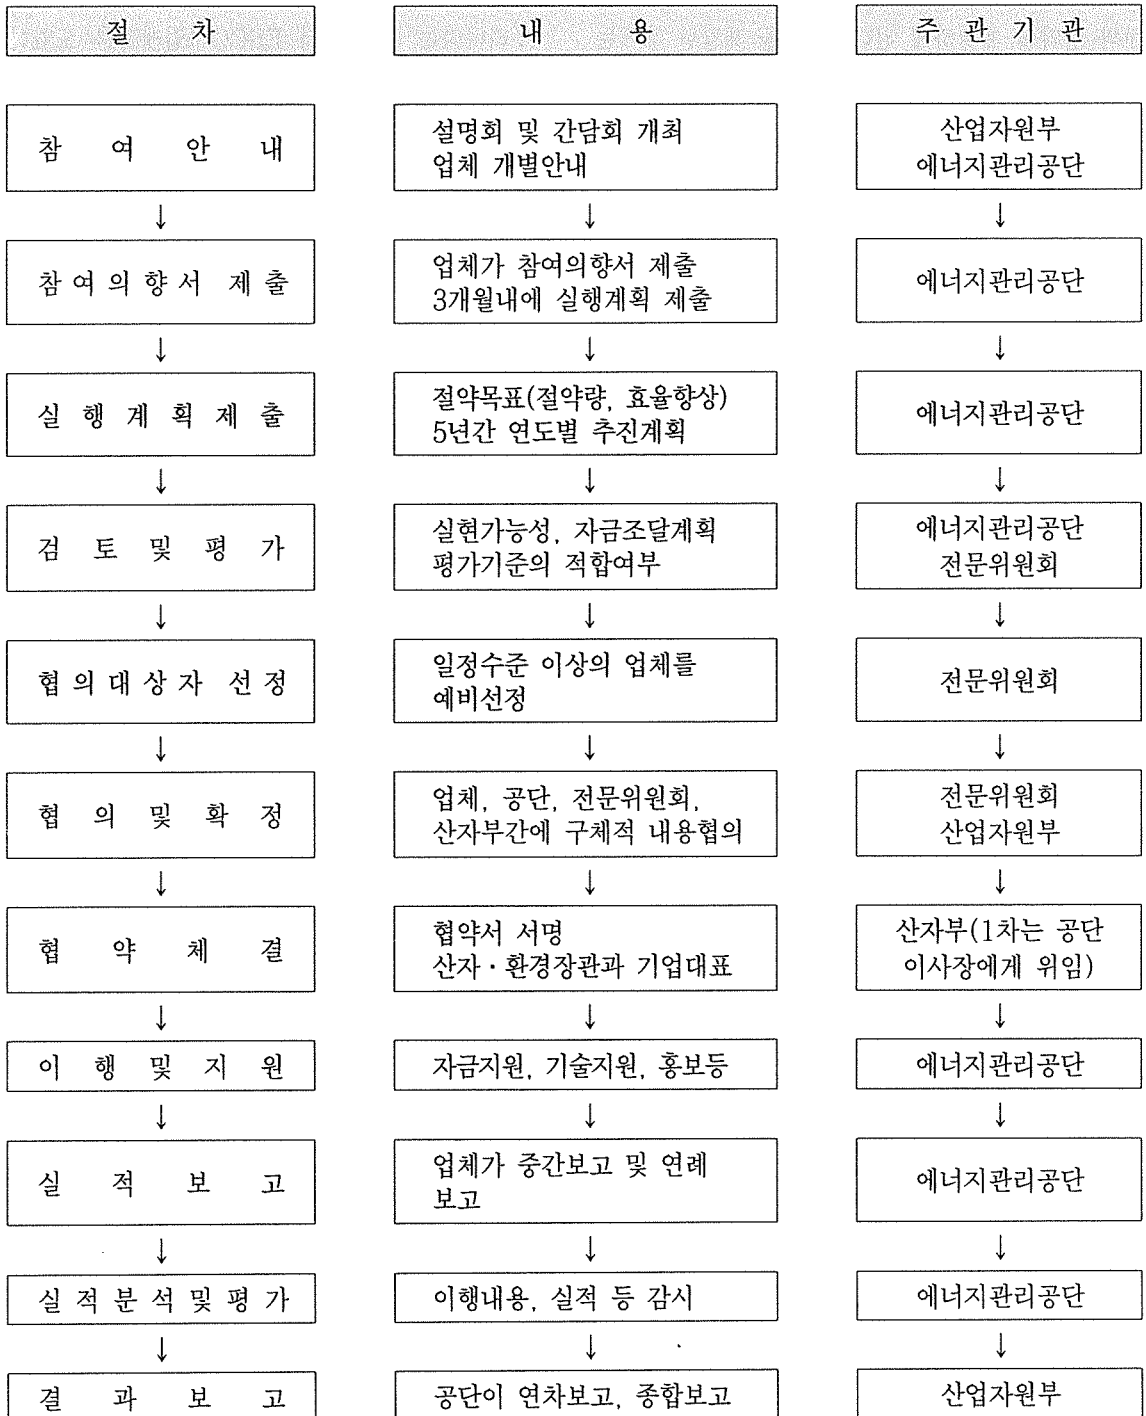 절 차 내 용 주 관 기 관
참 여 안 내
설명회 및 간담회 개최
업체 개별안내
산업자원부
에너지관리공단
↓ ↓ ↓
참여의향서 제출
업체가 참여의향서 제출
3개월내에 실행계획 제출
에너지관리공단
↓ ↓ ↓
실 행 계 획 제 출
절약목표(절약량, 효율향상)
5년간 연도별 추진계획
에너지관리공단
↓ ↓ ↓
검 토 및 평 가
실현가능성, 자금조달계획
평가기준의 적합여부
에너지관리공단
전문위원회
↓ ↓ ↓
협의대상자 선정
일정수준 이상의 업체를
예비선정
전문위원회
↓ ↓ ↓
협 의 및 확 정
업체, 공단, 전문위원회,
산자부간에 구체적 내용협의
전문위원회
산업자원부
↓ ↓ ↓
협 약 체 결
협약서 서명
산자・환경장관과 기업대표
산자부(1차는 공단
이사장에게 위임)
↓ ↓ ↓
이 행 및 지 원
자금지원, 기술지원, 홍보등
에너지관리공단
↓ ↓ ↓
실 적 보 고
업체가 중간보고 및 연례
보고
에너지관리공단
↓ ↓ ↓
실적분석및평가
이행내용, 실적 등 감시
에너지관리공단
↓ ↓ ↓
결 과 보 고
공단이 연차보고, 종합보고
산업자원부